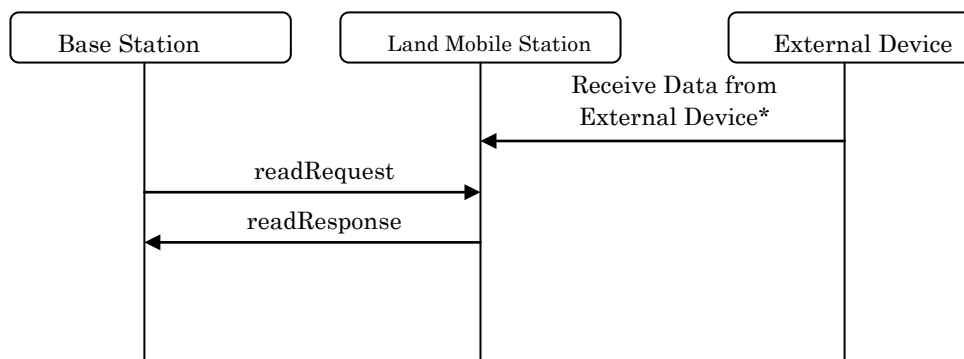 Base Station
Land Mobile Station
External Device
Receive Data from
External Device*
readRequest
readResponse